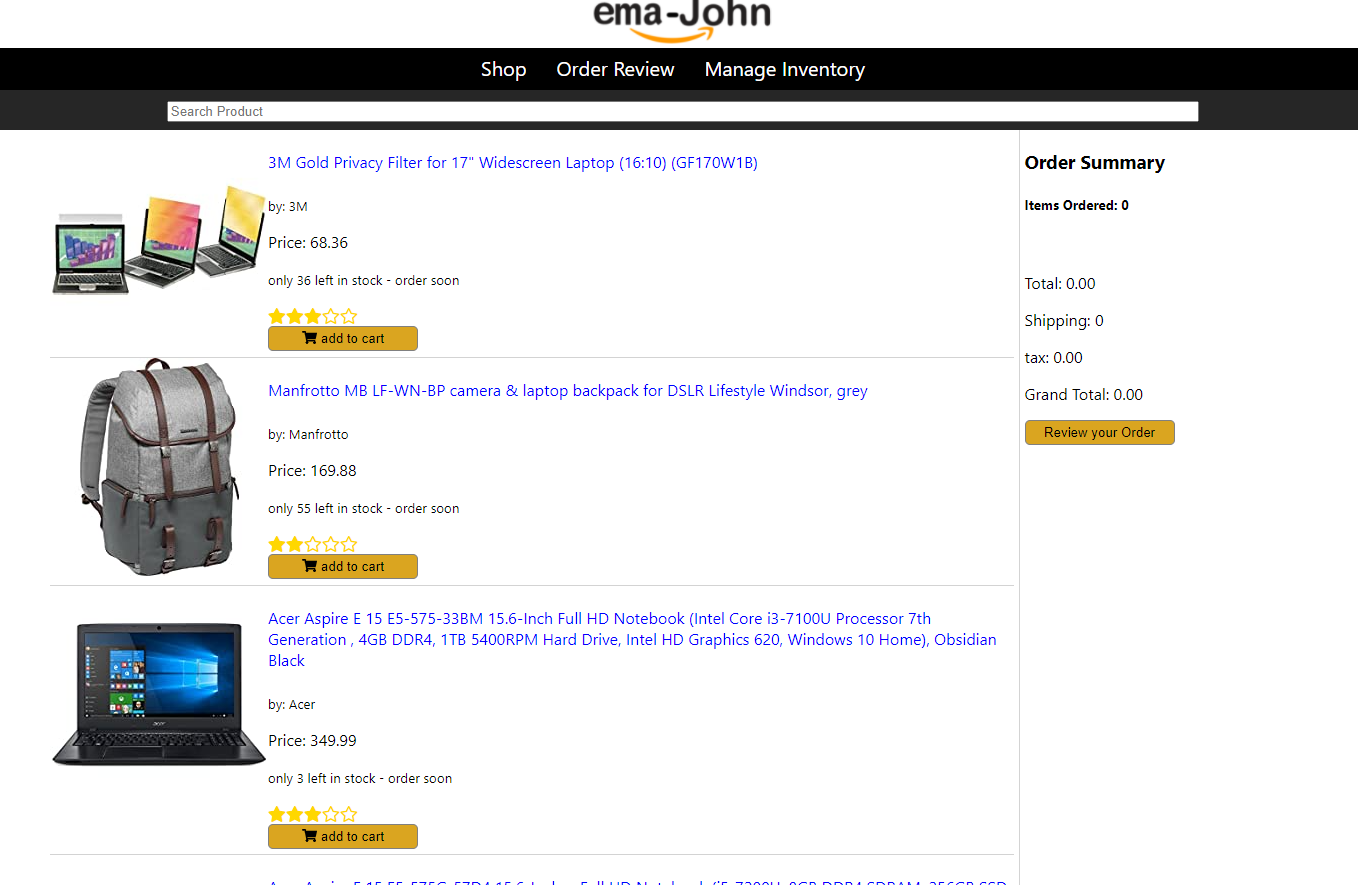 ema-John
Shop Order Review Manage Inventory
Search Product
3M Gold Privacy Filter for 17" Widescreen Laptop (16:10) (GF170W1B)
by: 3M
Price: 68.36
only 36 left in stock - order soon
add to cart
Manfrotto MB LF-WN-BP camera & laptop backpack for DSLR Lifestyle Windsor, grey
by: Manfrotto
Price: 169.88
only 55 left in stock - order soon
add to cart
Acer Aspire E 15 E5-575-33BM 15.6-Inch Full HD Notebook (Intel Core i3-7100U Processor 7th
Generation , 4GB DDR4, 1TB 5400RPM Hard Drive, Intel HD Graphics 620, Windows 10 Home), Obsidian
Black
by: Acer
Price: 349.99
only 3 left in stock - order soon
add to cart
Order Summary
Items Ordered: 0
Total: 0.00
Shipping: 0
tax: 0.00
Grand Total: 0.00
Review your Order